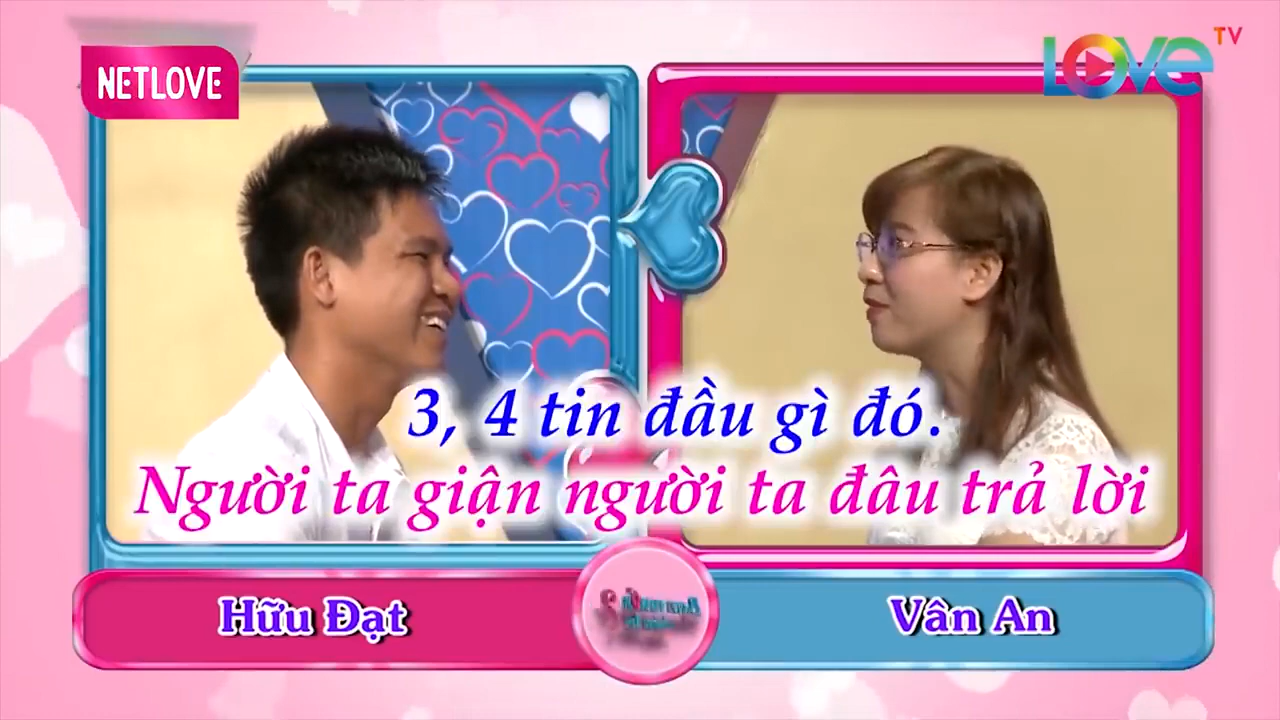 NETLOVE
LOVE TV
3, 4 tin đầu gì đó.
Người ta giận người ta đâu trả lời
Hữu Đạt
Vân An